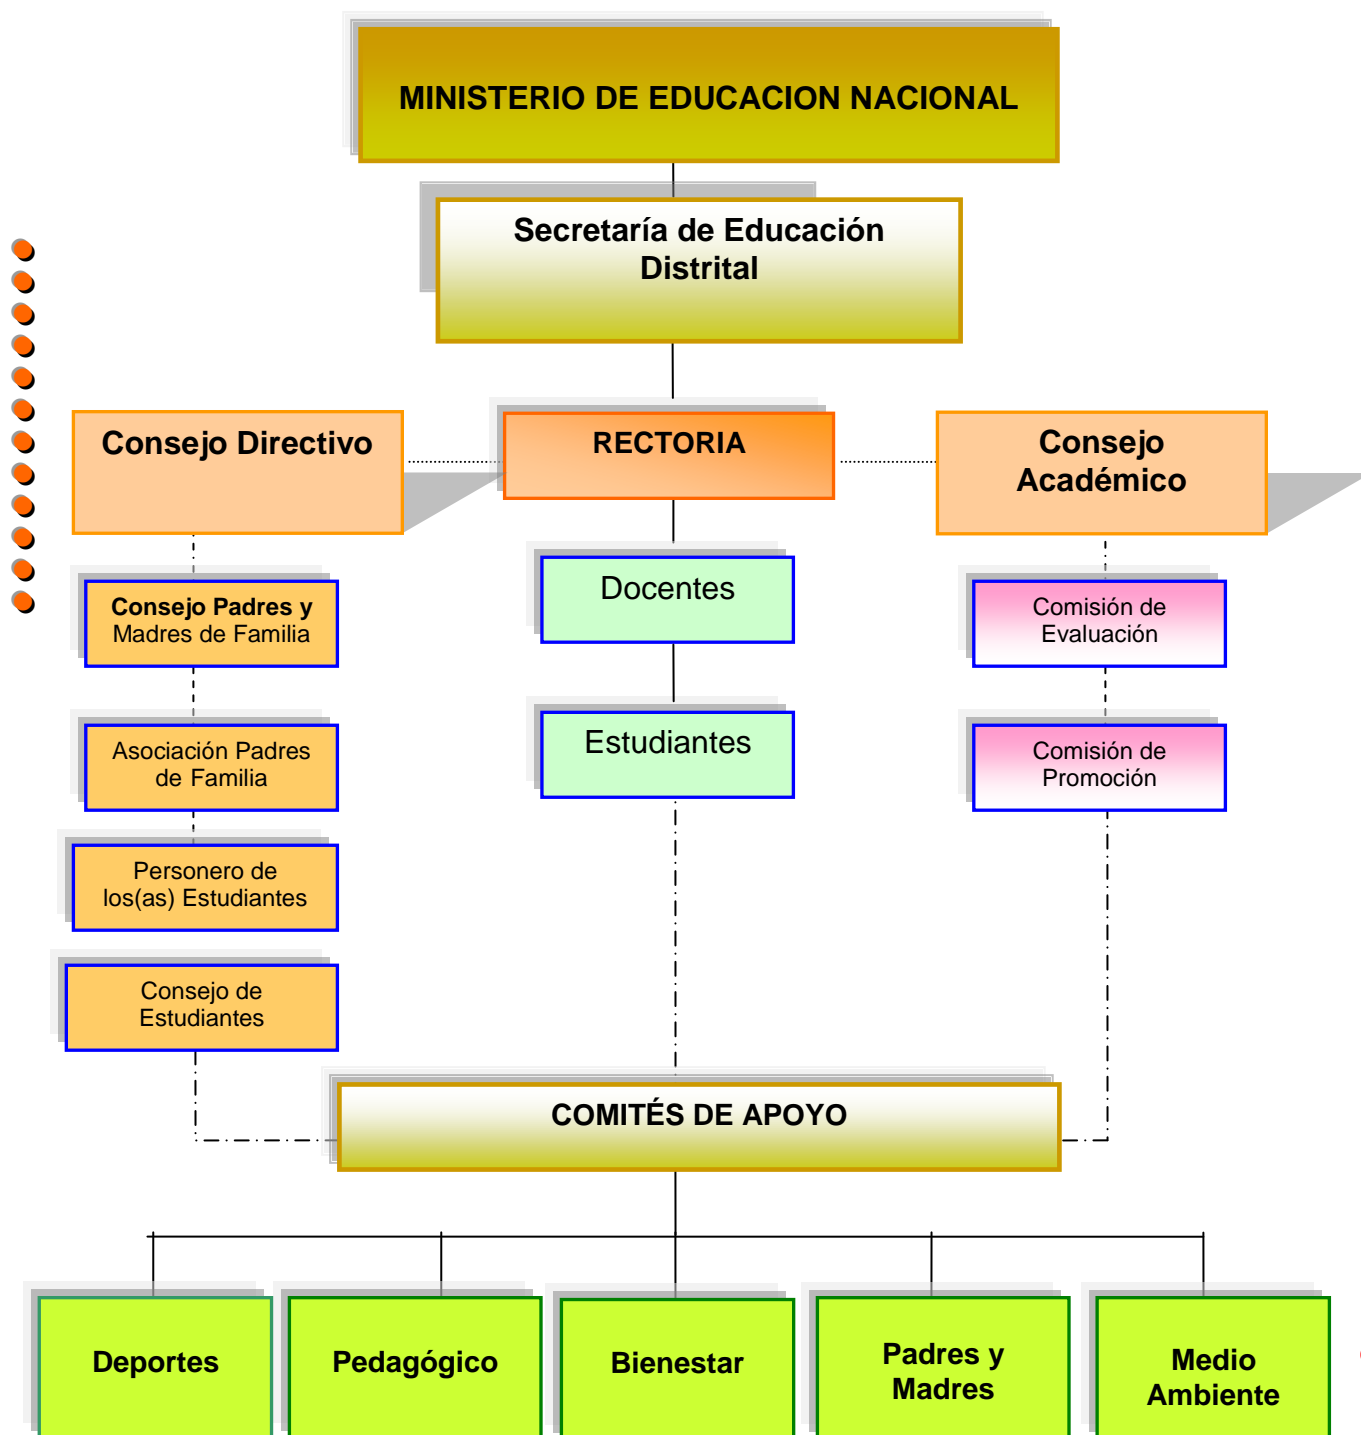 MINISTERIO DE EDUCACION NACIONAL
Secretaría de Educación
Distrital
Consejo Directivo
RECTORIA
Consejo
Académico
Consejo Padres y
Madres de Familia
Docentes
Comisión de
Evaluación
Asociación Padres
de Familia
Estudiantes
Comisión de
Promoción
Personero de
los(as) Estudiantes
Consejo de
Estudiantes
COMITÉS DE APOYO
Deportes
Pedagógico
Bienestar
Padres y
Madres
Medio
Ambiente